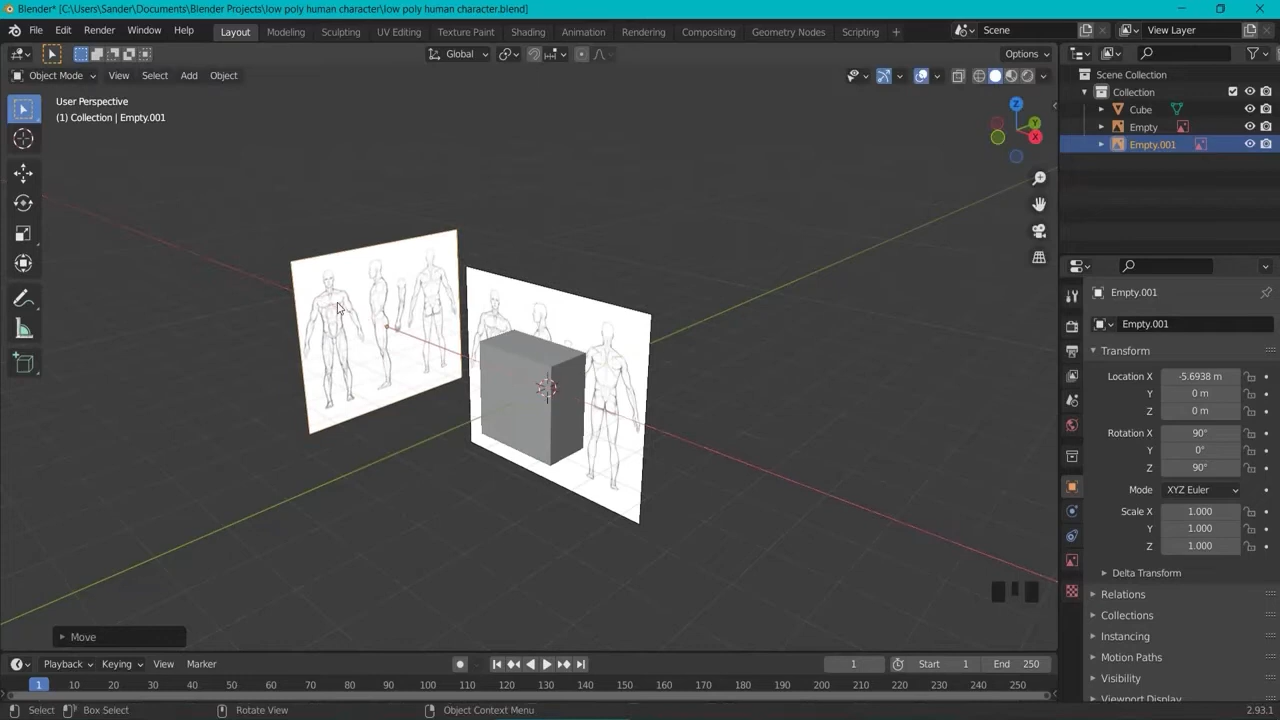 Blender* [C:\Users\Sander\Documents\Blender Projects\low poly human character\low poly human character.blend]
File Edit Render Window Help Layout Modeling Sculpting UV Editing Texture Paint Shading Animation Rendering Compositing Geometry Nodes Scripting + Scene View Layer
Global Options
Object Mode View Select Add Object
User Perspective
(1) Collection | Empty.001
Z
Y
X
Scene Collection
Collection
Cube
Empty
Empty.001
Empty.001
Empty.001
Transform
Location X -5.6938 m
Y 0 m
Z 0 m
Rotation X 90°
Y 0°
Z 90°
Mode XYZ Euler
Scale X 1.000
Y 1.000
Z 1.000
Delta Transform
Relations
Collections
Instancing
Motion Paths
Visibility
Viewport Display
Move
Playback Keying View Marker 1 Start 1 End 250
1 10 20 30 40 50 60 70 80 90 100 110 120 130 140 150 160 170 180 190 200 210 220 230 240 250
Select Box Select Rotate View Object Context Menu 2.93.1